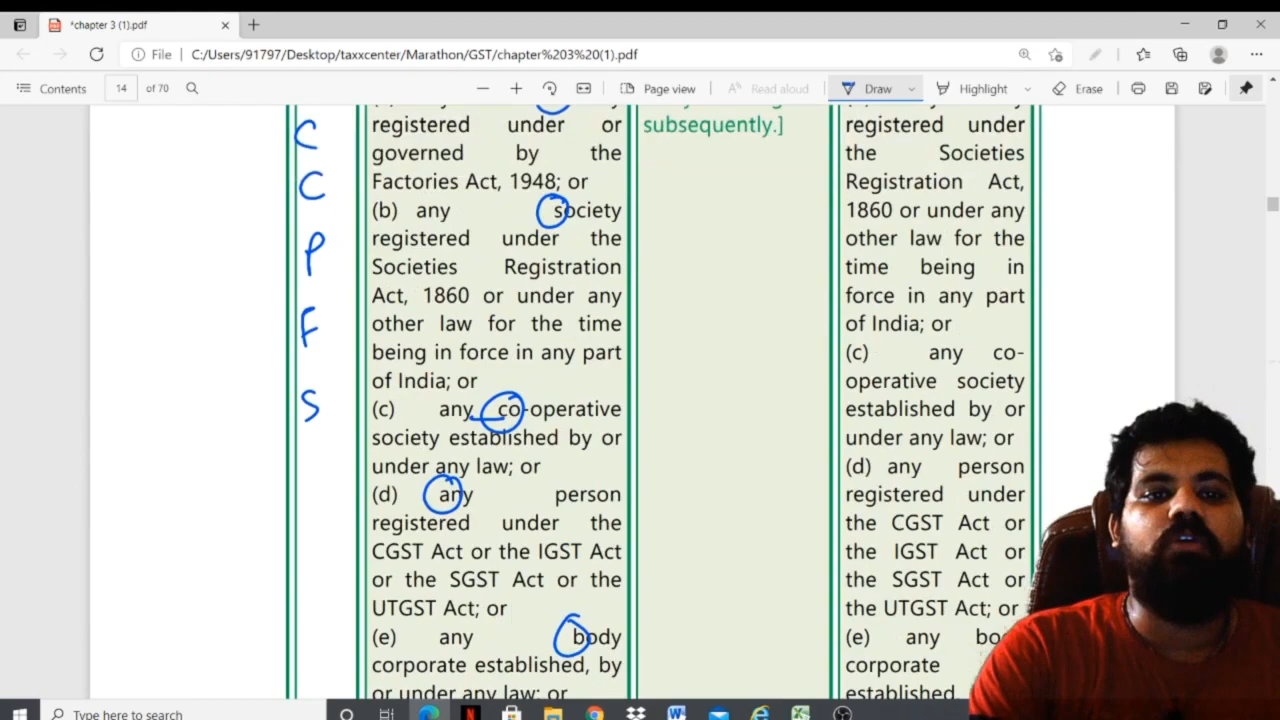 *chapter 3 (1).pdf
File
C:/Users/91797/Desktop/taxxcenter/Marathon/GST/chapter%203%20(1).pdf
Contents
14 of 70
Page view
Read aloud
Draw
Highlight
Erase
C
C
P
F
S
registered under or
governed by the
Factories Act, 1948; or
(b) any society
registered under the
Societies Registration
Act, 1860 or under any
other law for the time
being in force in any part
of India; or
(c) any co-operative
society established by or
under any law; or
(d) any person
registered under the
CGST Act or the IGST Act
or the SGST Act or the
UTGST Act; or
(e) any body
corporate established, by
or under any law; or
subsequently.]
registered under
the Societies
Registration Act,
1860 or under any
other law for the
time being in
force in any part
of India; or
(c) any co-
operative society
established by or
under any law; or
(d) any person
registered under
the CGST Act or
the IGST Act or
the SGST Act or
the UTGST Act; or
(e) any
corporate
established,
Type here to search